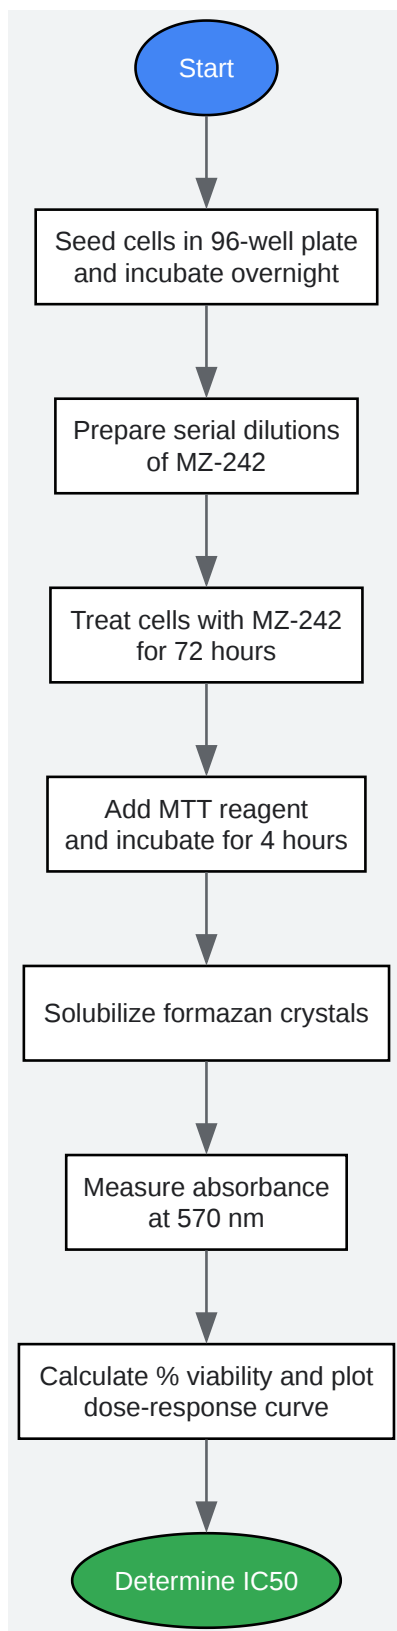 Start
Seed cells in 96-well plate
and incubate overnight
Prepare serial dilutions
of MZ-242
Treat cells with MZ-242
for 72 hours
Add MTT reagent
and incubate for 4 hours
Solubilize formazan crystals
Measure absorbance
at 570 nm
Calculate % viability and plot
dose-response curve
Determine IC50